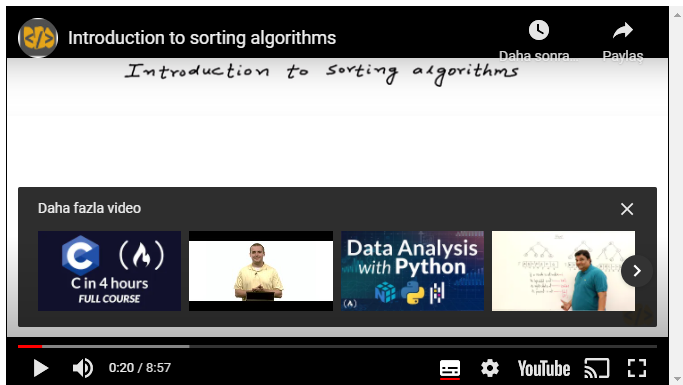 </>
Introduction to sorting algorithms
Daha sonra
Paylaş
Introduction to sorting algorithms
Daha fazla video
C
C in 4 hours
FULL COURSE
Data Analysis
with Python
0:20 / 8:57
YouTube